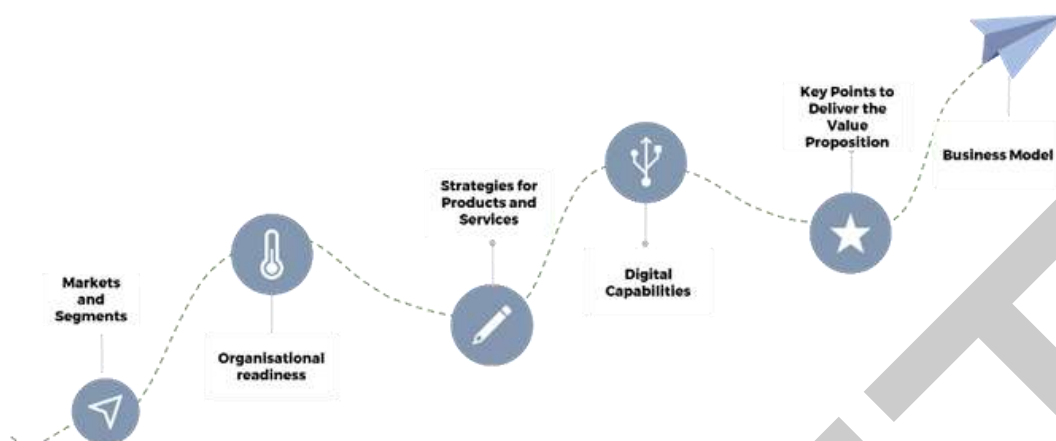 Markets
and
Segments
Organisational
readiness
Strategies for
Products and
Services
Digital
Capabilities
Key Points to
Deliver the
Value
Proposition
Business Model